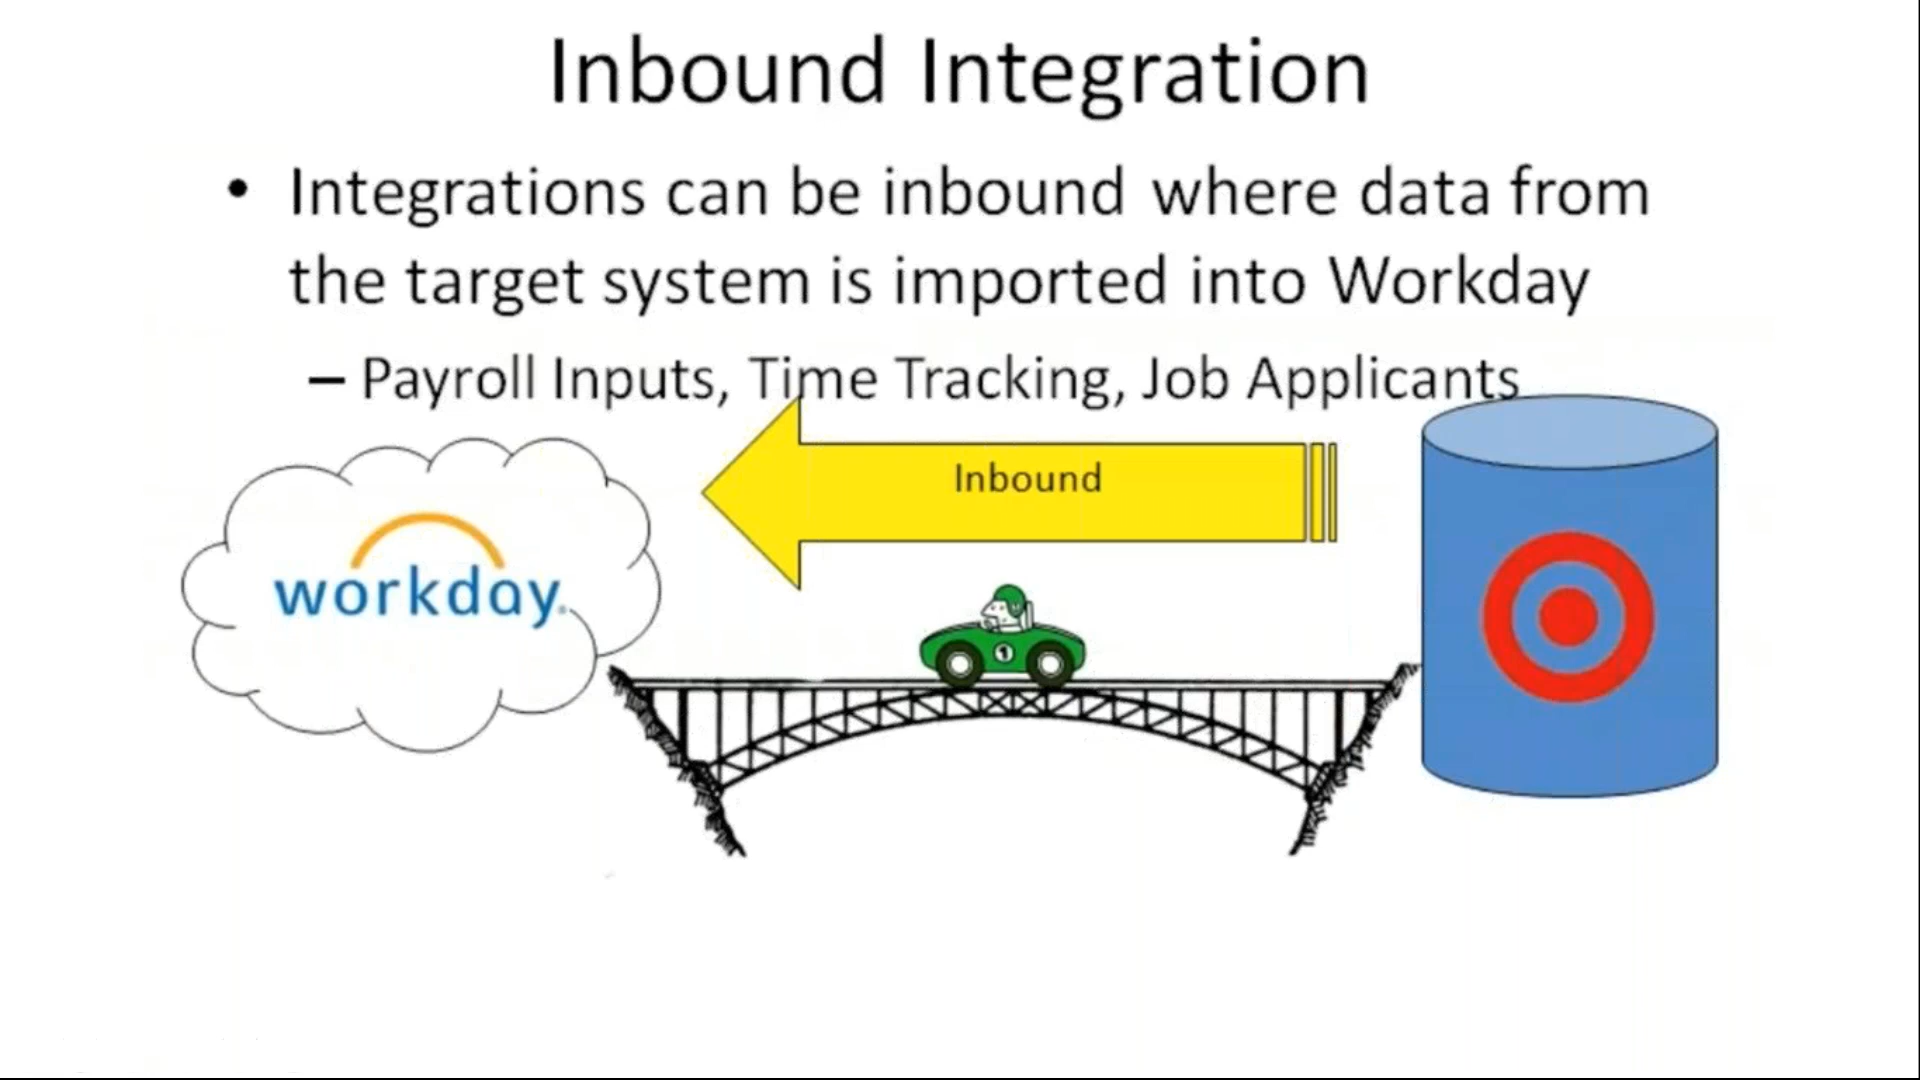 Inbound Integration
• Integrations can be inbound where data from
the target system is imported into Workday
– Payroll Inputs, Time Tracking, Job Applicants
Inbound
workday.
1